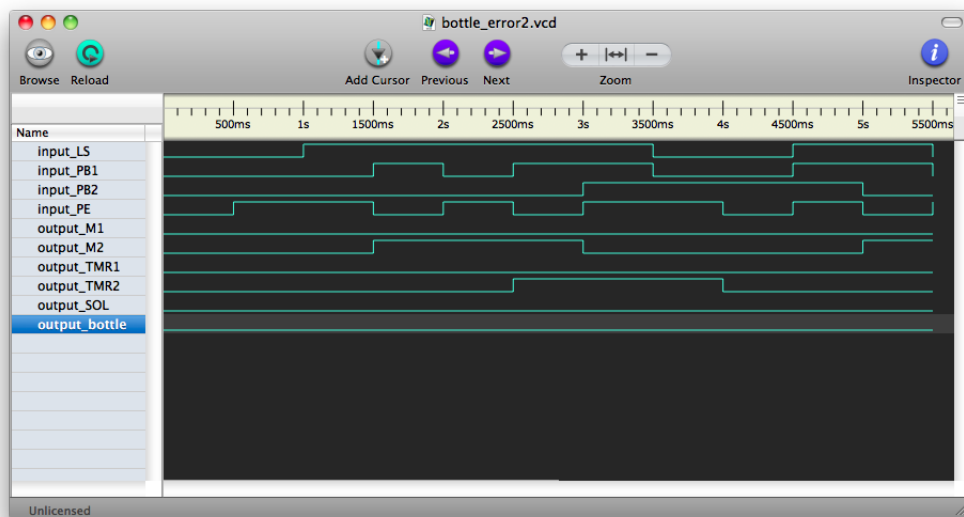 bottle_error2.vcd
Browse Reload Add Cursor Previous Next Zoom Inspector
500ms 1s 1500ms 2s 2500ms 3s 3500ms 4s 4500ms 5s 5500ms
Name
input_LS
input_PB1
input_PB2
input_PE
output_M1
output_M2
output_TMR1
output_TMR2
output_SOL
output_bottle
Unlicensed